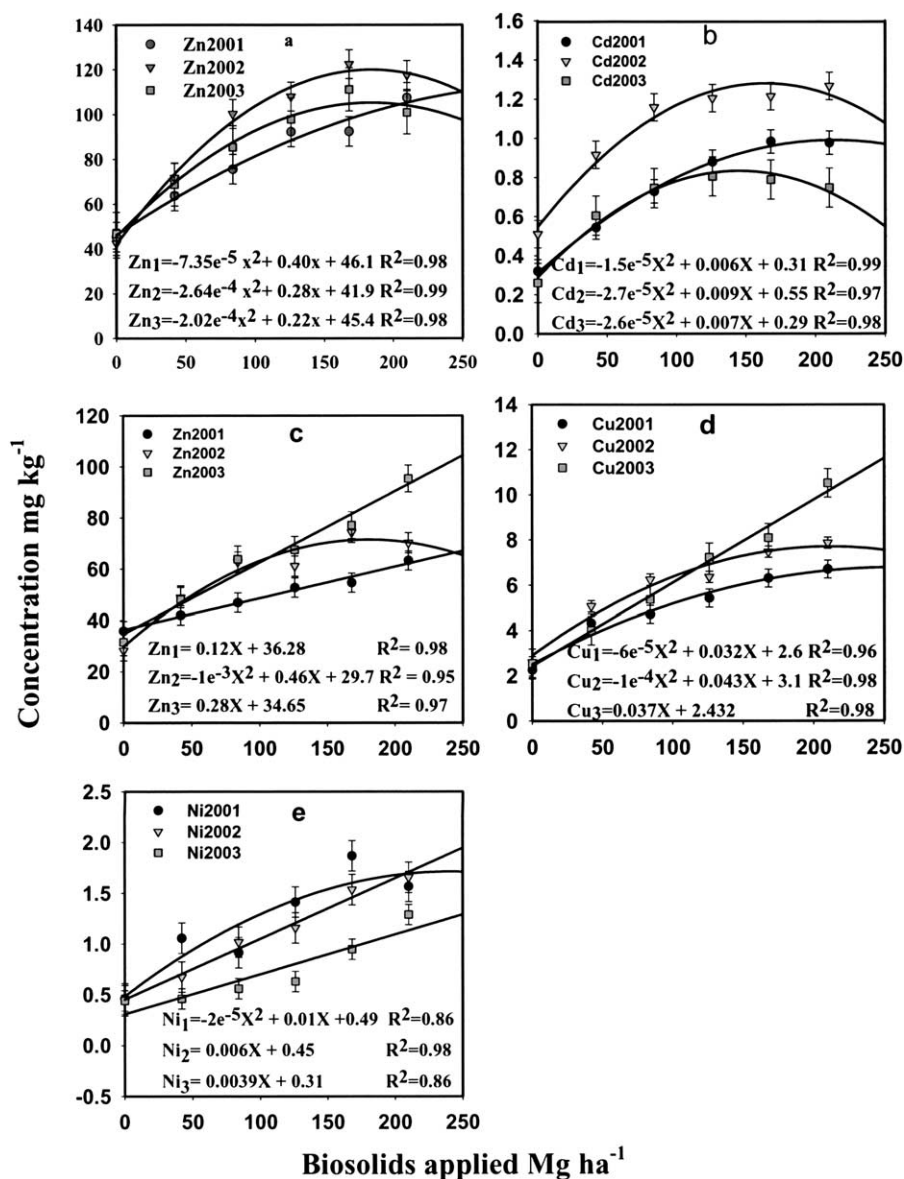 Concentration mg kg-1
a
Zn2001
Zn2002
Zn2003
140
120
100
80
60
40
20
0
Zn1=-7.35e-5 x2+ 0.40x + 46.1 R2=0.98
Zn2=-2.64e-4 x2+ 0.28x + 41.9 R2=0.99
Zn3=-2.02e-4x2+ 0.22x + 45.4 R2=0.98
0 50 100 150 200 250
b
Cd2001
Cd2002
Cd2003
1.6
1.4
1.2
1.0
0.8
0.6
0.4
0.2
0.0
Cd1=-1.5e-5X2 + 0.006X + 0.31 R2=0.99
Cd2=-2.7e-5X2 + 0.009X + 0.55 R2=0.97
Cd3=-2.6e-5X2 + 0.007X + 0.29 R2=0.98
0 50 100 150 200 250
c
Zn2001
Zn2002
Zn2003
120
100
80
60
40
20
0
Zn1= 0.12X + 36.28 R2= 0.98
Zn2=-1e-3X2 + 0.46X + 29.7 R2 = 0.95
Zn3= 0.28X + 34.65 R2= 0.97
0 50 100 150 200 250
d
Cu2001
Cu2002
Cu2003
14
12
10
8
6
4
2
0
Cu1=-6e-5X2 + 0.032X + 2.6 R2=0.96
Cu2=-1e-4X2 + 0.043X + 3.1 R2=0.98
Cu3=0.037X + 2.432 R2=0.98
0 50 100 150 200 250
e
Ni2001
Ni2002
Ni2003
2.5
2.0
1.5
1.0
0.5
0.0
-0.5
Ni1=-2e-5X2 + 0.01X +0.49 R2=0.86
Ni2= 0.006X + 0.45 R2=0.98
Ni3= 0.0039X + 0.31 R2=0.86
0 50 100 150 200 250
Biosolids applied Mg ha-1